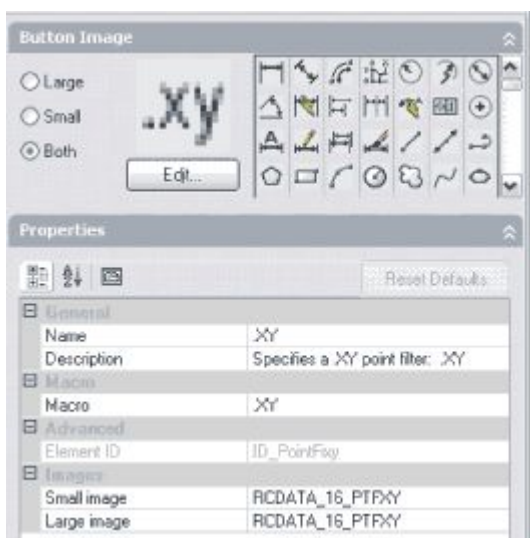 Button Image
Large
Small
Both
.xy
Edit...
Properties
Reset Defaults
General
Name .XY
Description Specifies a .XY point filter: .XY
Macro
Macro .XY
Advanced
Element ID ID_PointFixy
Images
Small image RCDATA_16_PTFXY
Large image RCDATA_16_PTFXY